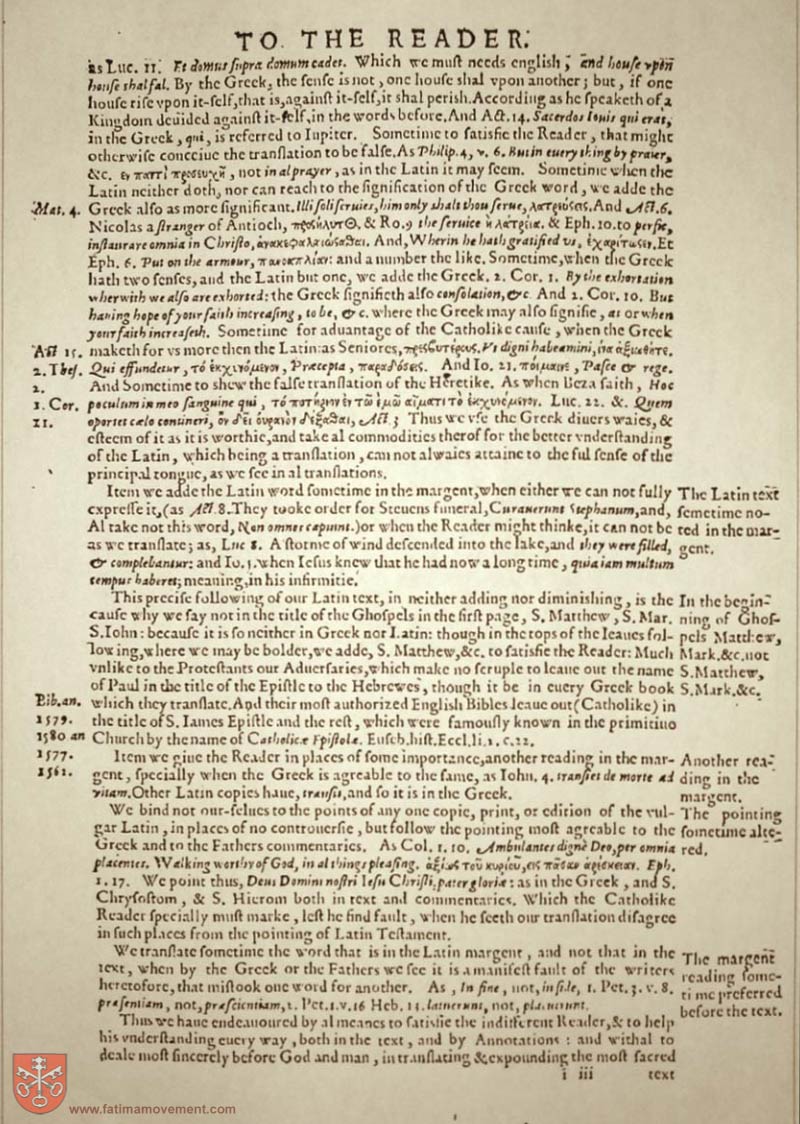 TO THE READER.
as Luc. 11. Et domus supra domum cadet. Which we must needs english, and house vpõ
house shal fal. By the Greek, the sense is not, one house shal vpon another; but, if one
house rise vpon it-self, that is, against it-self, it shal perish. According as he speaketh of a
Kingdom deuided against it-self, in the words before. And Act. 14. Sacerdos Iouis qui erat,
in the Greek, qui, is referred to Iupiter. Sometime to satisfie the Reader, that might
otherwise conceiue the translation to be false. As Philip. 4, v. 6. But in euery thing by prayer,
&c. ἐν παντὶ προσευχῇ, not in al prayer, as in the Latin it may seem. Sometime when the
Latin neither doth, nor can reach to the signification of the Greek word, we adde the
Mat. 4. Greek also as more significant. Illi soli seruies, him only shalt thou serue, λατρεύσεις. And Act. 6.
Nicolas a stranger of Antioch, προσήλυτΘ. & Ro. 9 the seruice ἡ λατρεία. & Eph. 10. to perfie,
instaurare omnia in Christo, ἀνακεφαλαιώσαθαι. And, Wherin he hath gratified vs, ἐχαρίτωσεν. Et
Eph. 6. Put on the armour, πανοπλίαν: and a number the like. Sometime, when the Greek
hath two senses, and the Latin but one, we adde the Greek. 2. Cor. 1. By the exhortation
wherwith we also are exhorted: the Greek signifieth also consolation, &c. And 2. Cor. 10. But
hauing hope of your faith increasing, to be, &c. where the Greek may also signifie, as or when
your faith increaseth. Sometime for aduantage of the Catholike cause, when the Greek
Act 15. maketh for vs more then the Latin: as Seniores, πρεσβυτέρους. Vt digni habeamini, ἵνα ἀξιωθῆτε.
2. Thes. Qui effundetur, τό ἐκχυνόμενον, Præcepta, παραδόσεις. And Io. 21. ποίμαινε, Pasce & rege.
2. And Sometime to shew the false translation of the Heretike. As when Beza saith, Hoc
1. Cor. poculum in meo sanguine qui, τό ποτήριον ἐν τῷ ἐμῷ αἵματι τό ἐκχυνόμενον. Luc. 22. &. Quem
11. oportet cælo contineri, ὃν δεῖ οὐρανὸν δέξαθαι, Act. 3 Thus we vse the Greek diuers waies, &
esteem of it as it is worthie, and take al commodities therof for the better vnderstanding
of the Latin, which being a translation, can not alwaies attaine to the ful sense of the
principal tongue, as we see in al translations.
Item we adde the Latin word sometime in the margent, when either we can not fully The Latin text
expresse it, (as Act. 8. They tooke order for Steuens funeral, Curauerunt Stephanum, and, sometime no-
Al take not this word, Non omnes capiunt.) or when the Reader might thinke, it can not be ted in the mar-
as we translate; as, Luc 8. A storme of wind descended into the lake, and they were filled, gent.
& complebantur: and Io. 5. when Iesus knew that he had now a long time, quia iam multum
tempus haberet; meaning, in his infirmitie.
This precise following of our Latin text, in neither adding nor diminishing, is the In the begin-
cause why we say not in the title of the Ghospels in the first page, S. Matthew, S. Mar. ning of Ghos-
S. Iohn: because it is so neither in Greek nor Latin: though in the tops of the leaues fol- pels Matthew,
lowing, where we may be bolder, we adde, S. Matthew, &c. to satisfie the Reader: Much Mark. &c. not
vnlike to the Protestants our Aduersaries, which make no scruple to leaue out the name S. Matthew,
of Paul in the title of the Epistle to the Hebrewes, though it be in euery Greek book S. Mark. &c.
Bib. an. which they translate. And their most authorized English Bibles leaue out (Catholike) in
1579. the title of S. Iames Epistle and the rest, which were famously known in the primitiuo
1580 an Church by the name of Catholicæ Epistolæ. Euseb. hist. Eccl. li. 2. c. 22.
1577. Item we giue the Reader in places of some importance, another reading in the mar- Another rea-
1562. gent, specially when the Greek is agreable to the same, as Iohn. 4. transiet de morte ad ding in the
vitam. Other Latin copies haue, transiit, and so it is in the Greek. margent.
We bind not our-selues to the points of any one copie, print, or edition of the vul- The pointing
gar Latin, in places of no controuersie, but follow the pointing most agreable to the sometime alte-
Greek and to the Fathers commentaries. As Col. 1. 10. Ambulantes dignè Deo, per omnia red.
placentes. Walking worthy of God, in al things pleasing. ἀξίως τοῦ κυρίου, εἰς πᾶσαν ἀρέσκειαν. Eph.
1. 17. We point thus, Deus Domini nostri Iesu Christi, pater gloriæ: as in the Greek, and S.
Chrysostom, & S. Hierom both in text and commentaries. Which the Catholike
Reader specially must marke, lest he find fault, when he seeth our translation disagree
in such places from the pointing of Latin Testament.
We translate sometime the word that is in the Latin margent, and not that in the The margent
text, when by the Greek or the Fathers we see it is a manifest fault of the writers reading some-
heretofore, that mistook one word for another. As, In fine, not, in fide, 1. Pet. 3. v. 8. time preferred
præsentiam, not, præscientiam, 2. Pet. 1. v. 16 Heb. 13. latuerunt, not, placuerunt. before the text.
Thus we haue endeauoured by al meanes to satisfie the indifferent Reader, & to help
his vnderstanding euery way, both in the text, and by Annotations: and withal to
deale most sincerely before God and man, in translating & expounding the most sacred
i iii text
www.fatimamovement.com